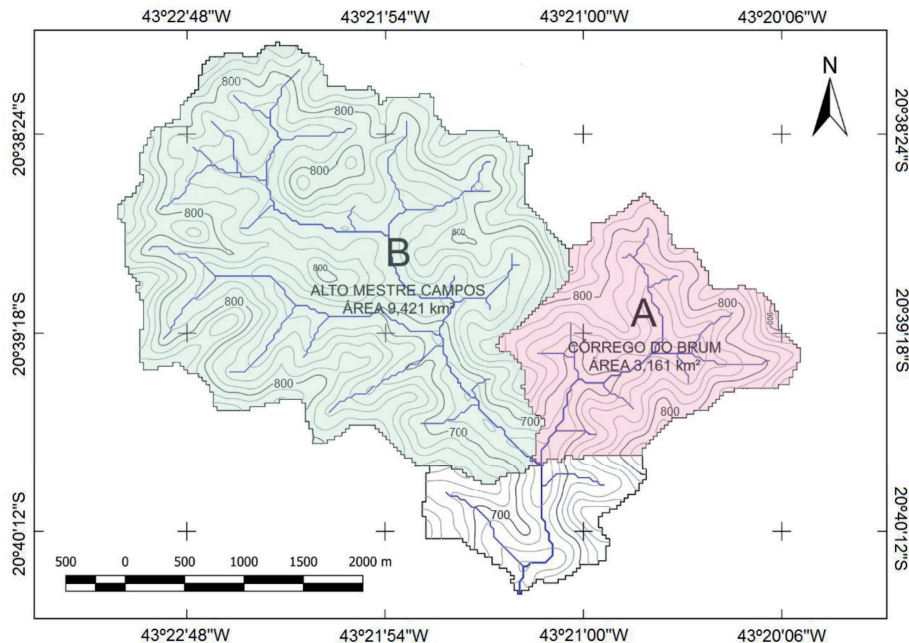 43°22'48"W 43°21'54"W 43°21'00"W 43°20'06"W
N
20°38'24"S 20°38'24"S
800
800
800
800
800
B
800
ALTO MESTRE CAMPOS
ÁREA 9,421 km²
800
A
800
900
20°39'18"S 20°39'18"S
CÓRREGO DO BRUM
ÁREA 3,161 km²
800
800
800
700
700
700
20°40'12"S 20°40'12"S
500 0 500 1000 1500 2000 m
43°22'48"W 43°21'54"W 43°21'00"W 43°20'06"W